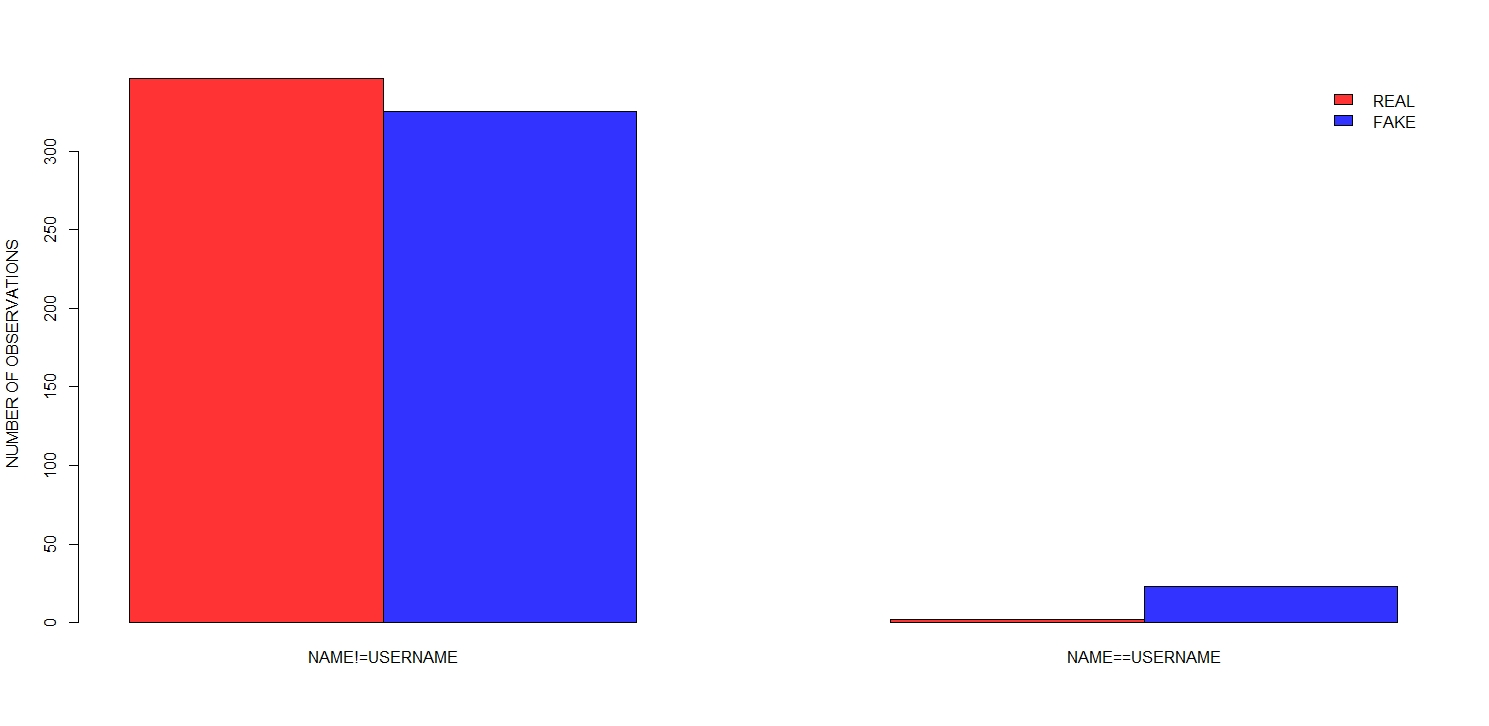 NUMBER OF OBSERVATIONS
300
250
200
150
100
50
0
REAL
FAKE
NAME!=USERNAME
NAME==USERNAME